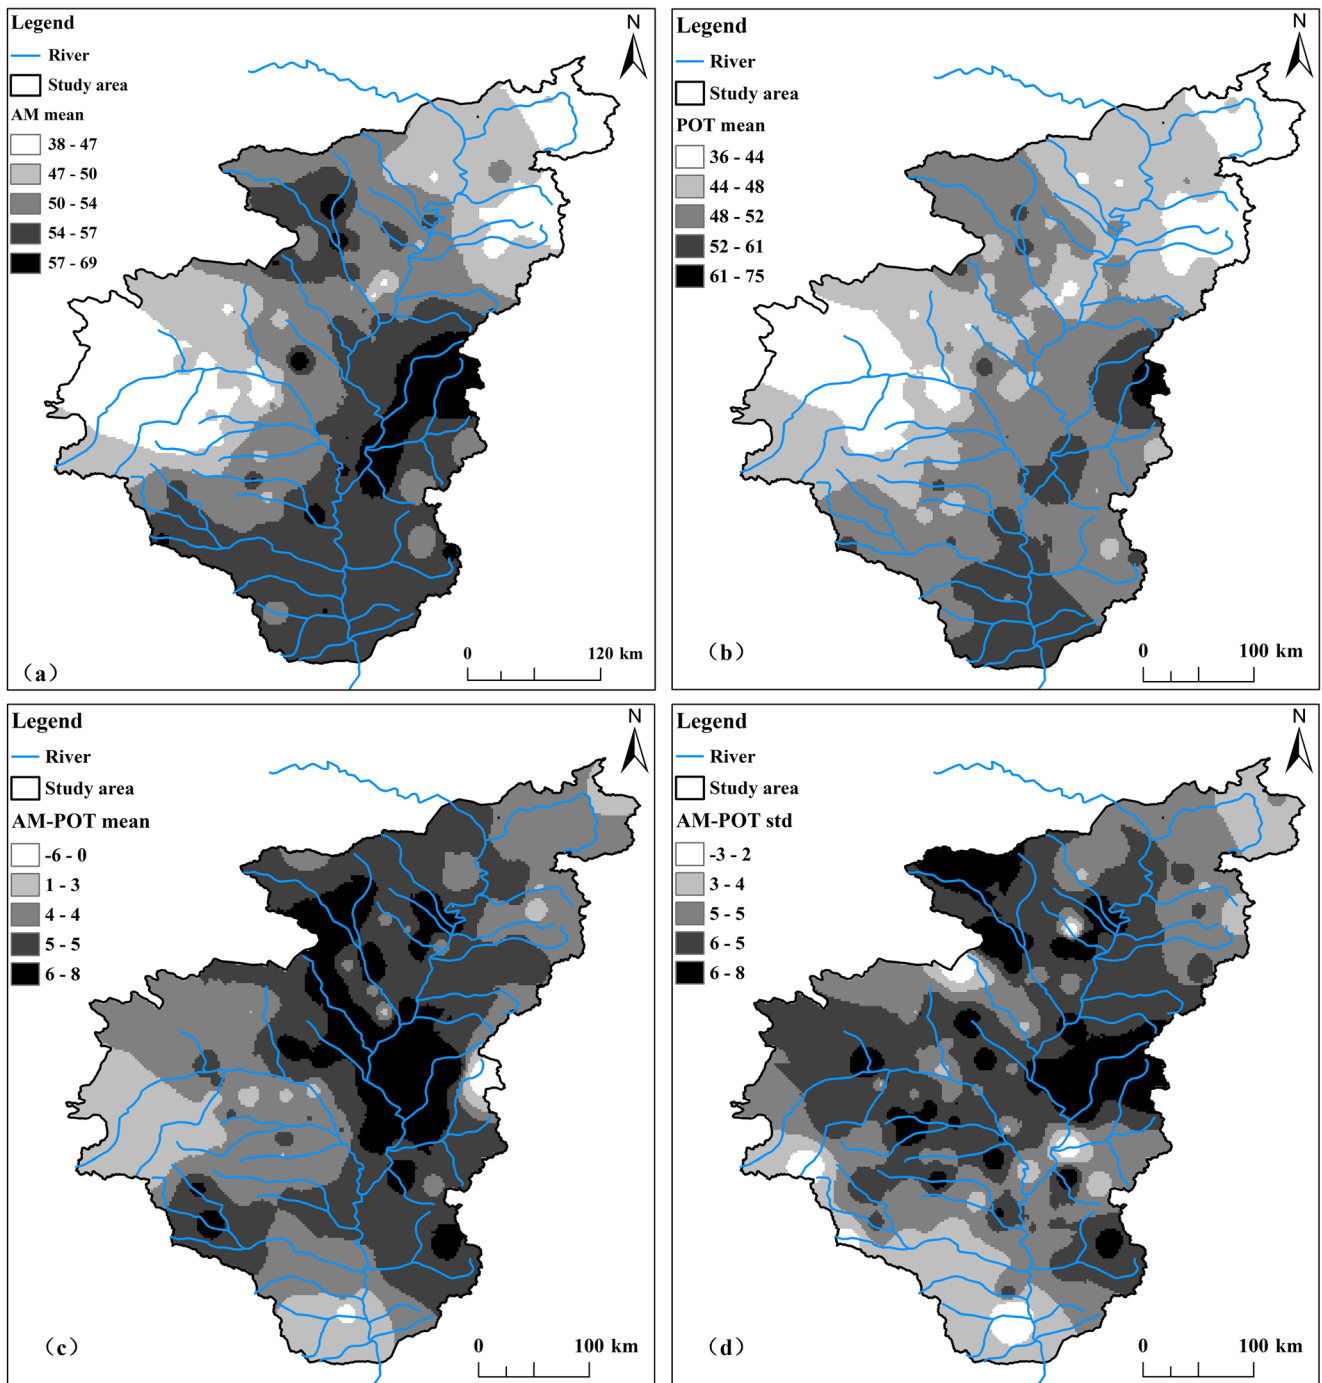 Legend
N
River
Study area
AM mean
38 - 47
47 - 50
50 - 54
54 - 57
57 - 69
0 120 km
(a)
Legend
N
River
Study area
POT mean
36 - 44
44 - 48
48 - 52
52 - 61
61 - 75
0 100 km
(b)
Legend
N
River
Study area
AM-POT mean
-6 - 0
1 - 3
4 - 4
5 - 5
6 - 8
0 100 km
(c)
Legend
N
River
Study area
AM-POT std
-3 - 2
3 - 4
5 - 5
6 - 5
6 - 8
0 100 km
(d)